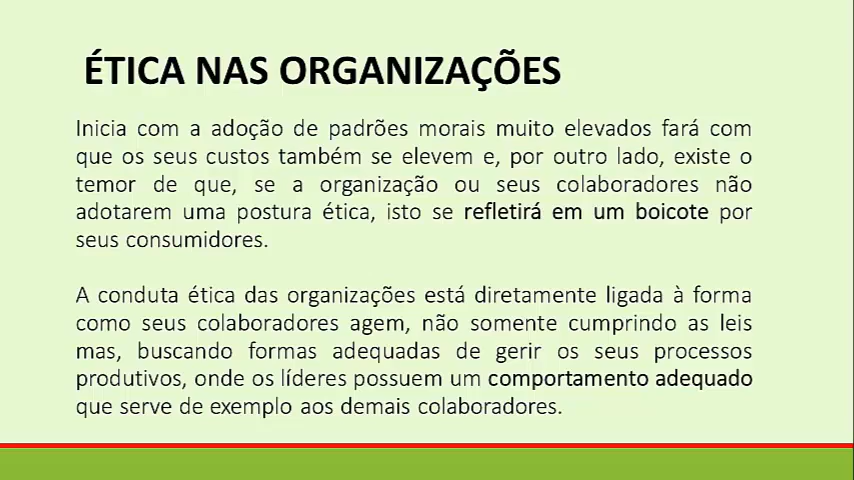 ÉTICA NAS ORGANIZAÇÕES
Inicia com a adoção de padrões morais muito elevados fará com
que os seus custos também se elevem e, por outro lado, existe o
temor de que, se a organização ou seus colaboradores não
adotarem uma postura ética, isto se refletirá em um boicote por
seus consumidores.
A conduta ética das organizações está diretamente ligada à forma
como seus colaboradores agem, não somente cumprindo as leis
mas, buscando formas adequadas de gerir os seus processos
produtivos, onde os líderes possuem um comportamento adequado
que serve de exemplo aos demais colaboradores.